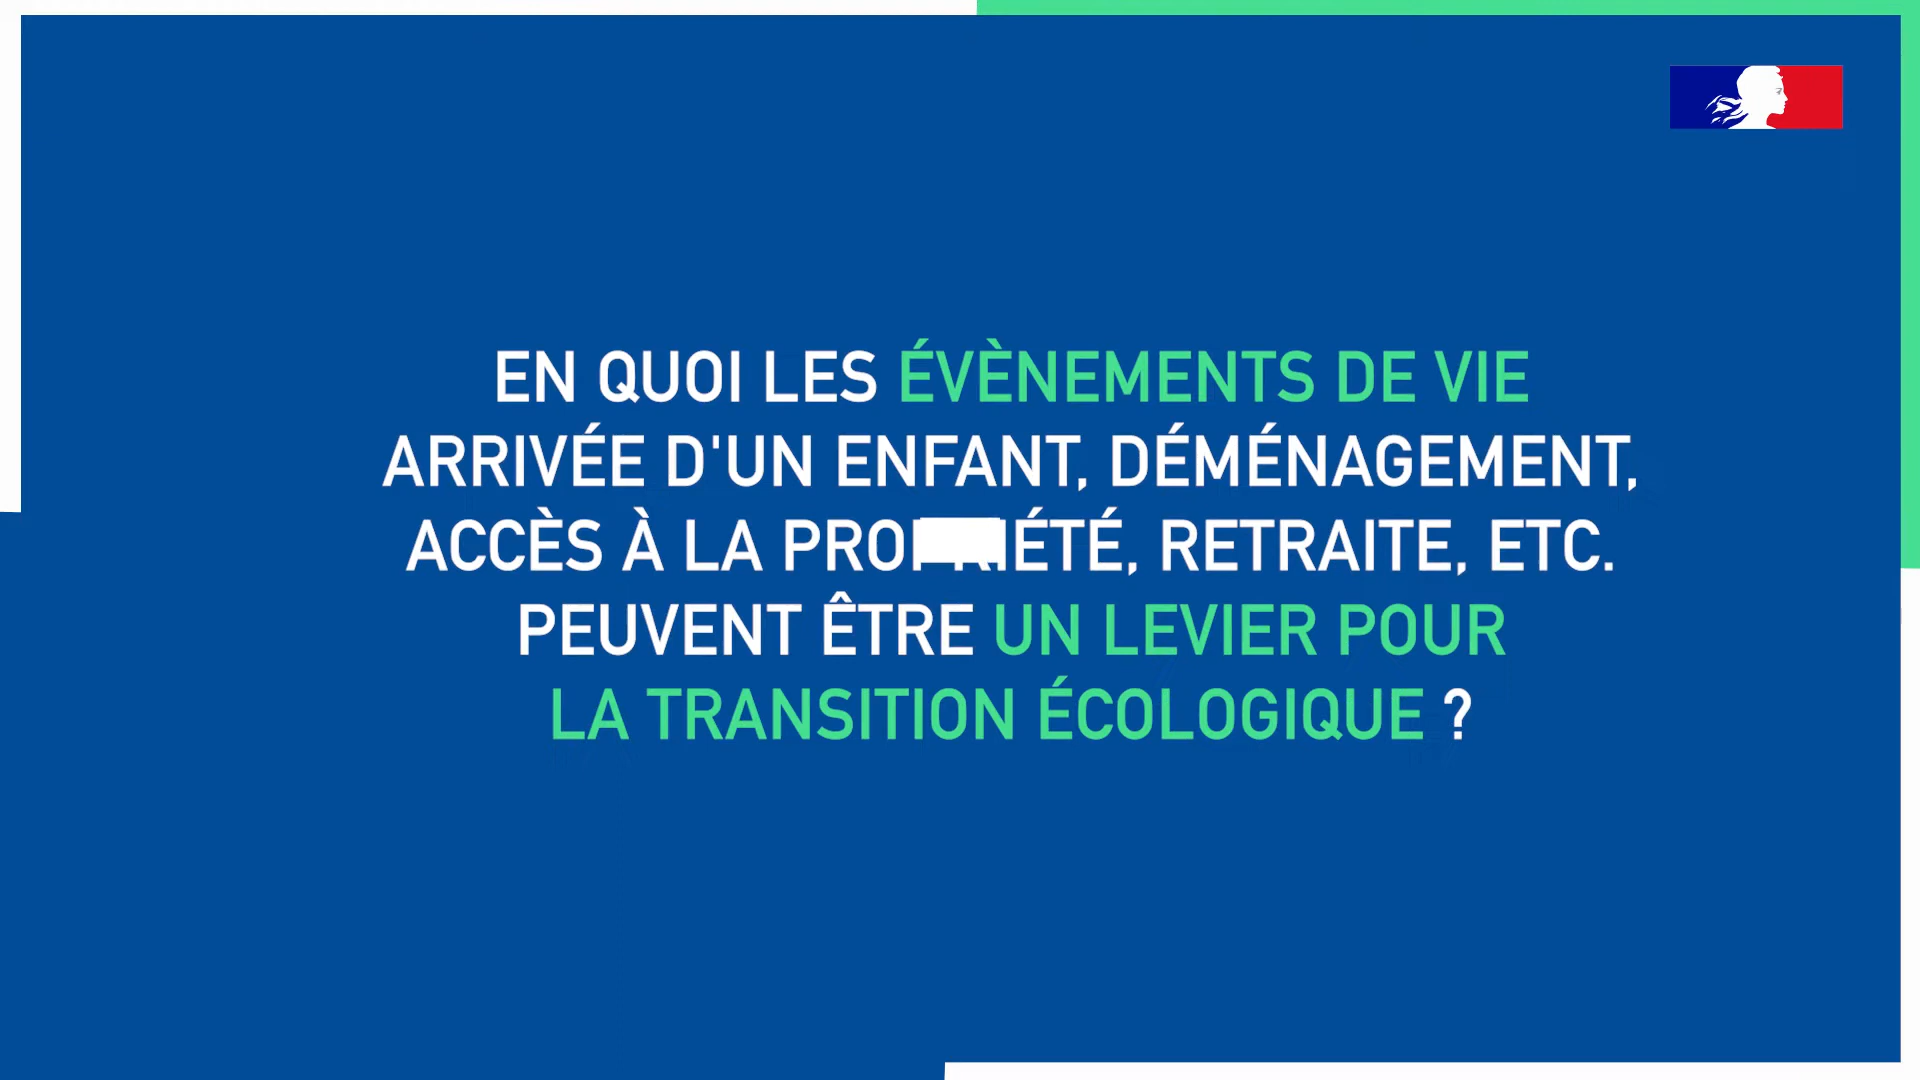 EN QUOI LES ÉVÈNEMENTS DE VIE
ARRIVÉE D'UN ENFANT, DÉMÉNAGEMENT,
ACCÈS À LA PROPRIÉTÉ, RETRAITE, ETC.
PEUVENT ÊTRE UN LEVIER POUR
LA TRANSITION ÉCOLOGIQUE ?